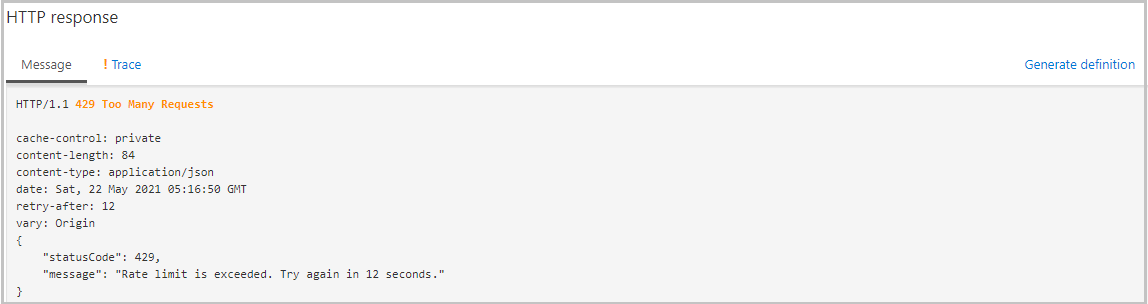 HTTP response
Message ! Trace Generate definition
HTTP/1.1 429 Too Many Requests
cache-control: private
content-length: 84
content-type: application/json
date: Sat, 22 May 2021 05:16:50 GMT
retry-after: 12
vary: Origin
{
    "statusCode": 429,
    "message": "Rate limit is exceeded. Try again in 12 seconds."
}